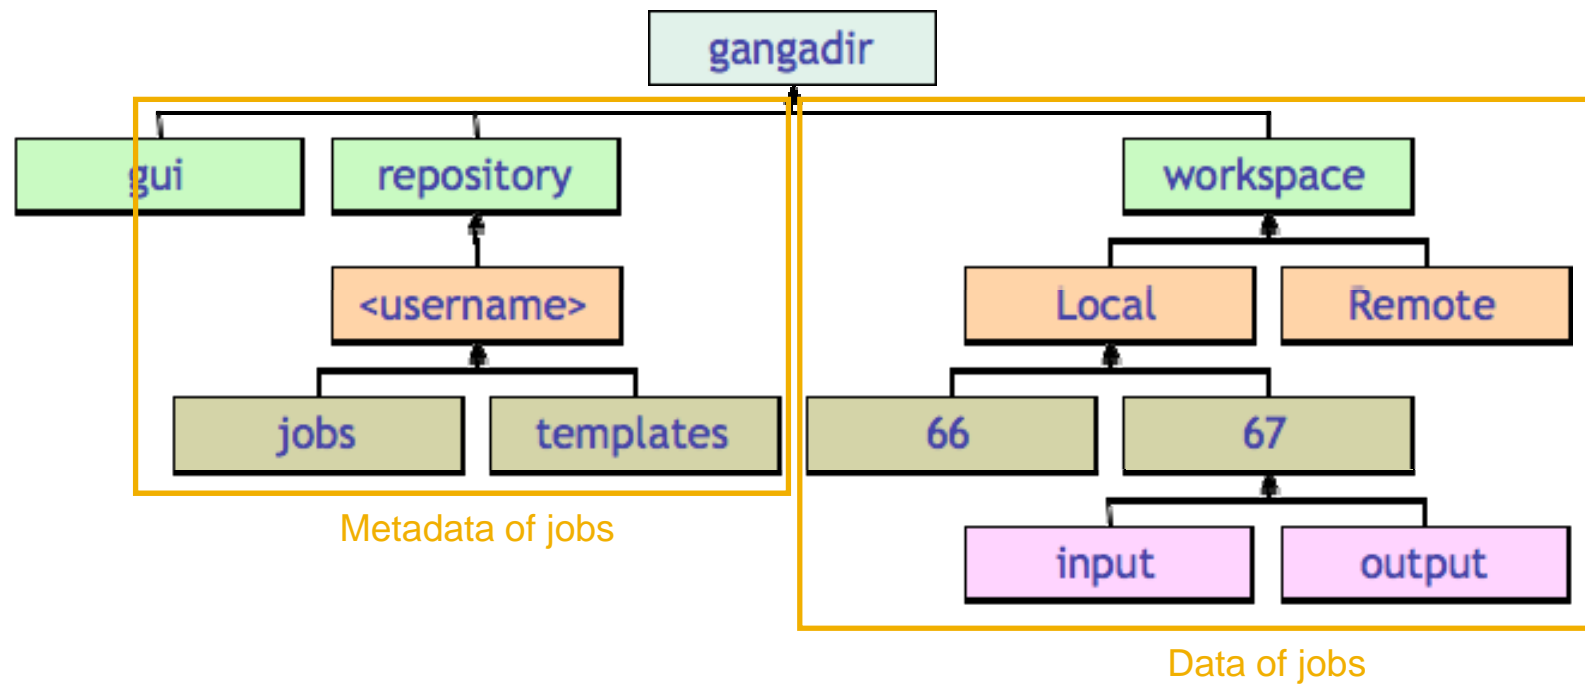 gangadir
gui
repository
workspace
<username>
Local
Remote
jobs
templates
66
67
Metadata of jobs
input
output
Data of jobs